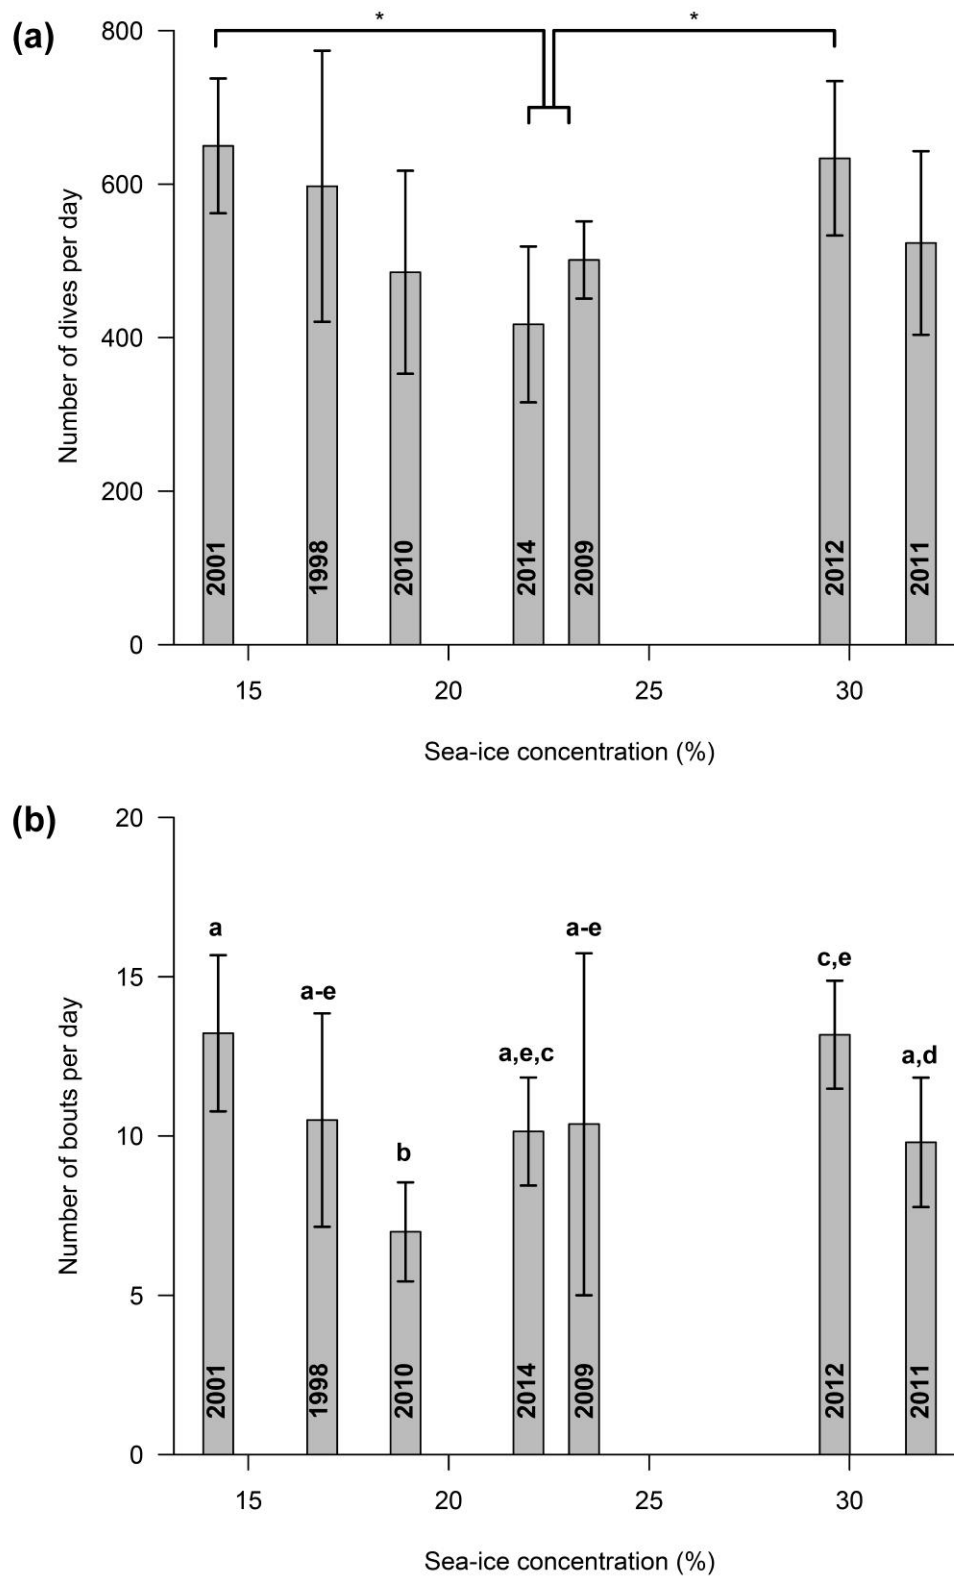 (a)
*
*
800
600
400
200
0
Number of dives per day
2001
1998
2010
2014
2009
2012
2011
15
20
25
30
Sea-ice concentration (%)
(b)
20
15
10
5
0
Number of bouts per day
a
a-e
b
a,e,c
a-e
c,e
a,d
2001
1998
2010
2014
2009
2012
2011
15
20
25
30
Sea-ice concentration (%)